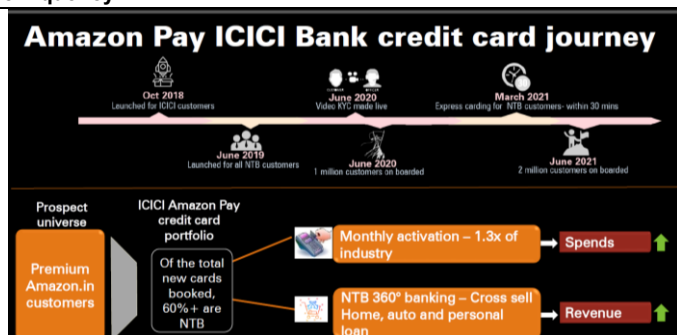 Amazon Pay ICICI Bank credit card journey
Oct 2018
Launched for ICICI customers
June 2020
Video KYC made live
March 2021
Express carding for NTB customers- within 30 mins
June 2019
Launched for all NTB customers
June 2020
1 million customers on boarded
June 2021
2 million customers on boarded
Prospect
universe
Premium
Amazon.in
customers
ICICI Amazon Pay
credit card
portfolio
Of the total
new cards
booked,
60%+ are
NTB
Monthly activation – 1.3x of
industry
Spends
NTB 360° banking – Cross sell
Home, auto and personal
loan
Revenue